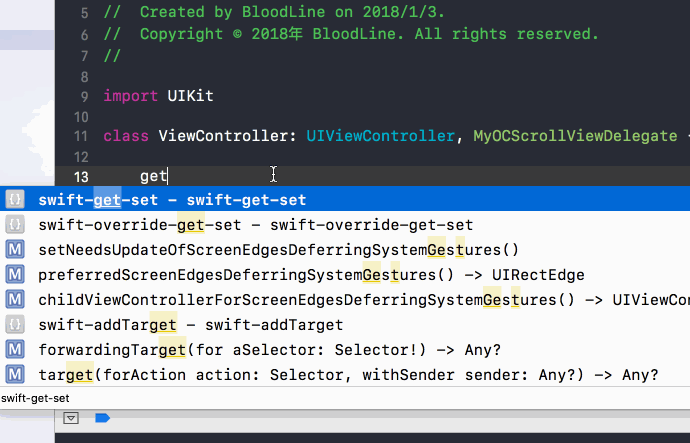 5 //  Created by BloodLine on 2018/1/3.
6 //  Copyright © 2018年 BloodLine. All rights reserved.
7 //
8
9 import UIKit
10
11 class ViewController: UIViewController, MyOCScrollViewDelegate
12
13     get
{} swift-get-set - swift-get-set
{} swift-override-get-set - swift-override-get-set
M setNeedsUpdateOfScreenEdgesDeferringSystemGestures()
M preferredScreenEdgesDeferringSystemGestures() -> UIRectEdge
M childViewControllerForScreenEdgesDeferringSystemGestures() -> UIViewCon
{} swift-addTarget - swift-addTarget
M forwardingTarget(for aSelector: Selector!) -> Any?
M target(forAction action: Selector, withSender sender: Any?) -> Any?
swift-get-set